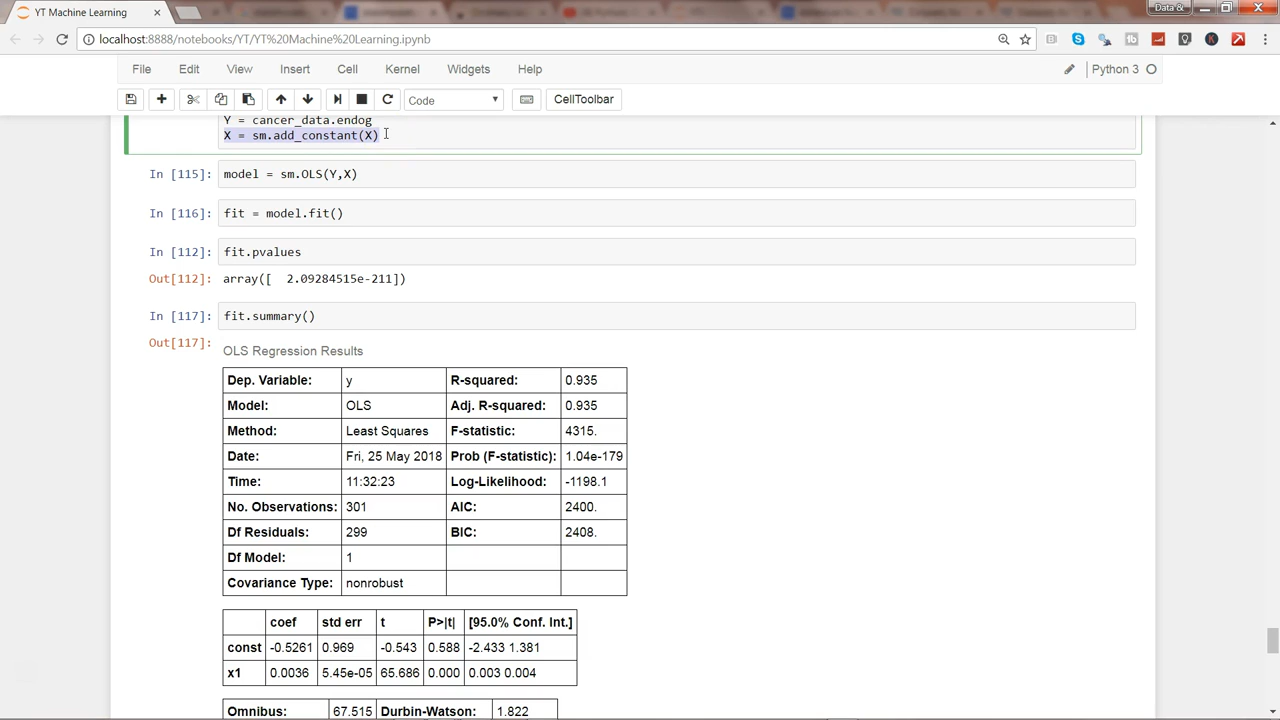 YT Machine Learning
Data &
localhost:8888/notebooks/YT/YT%20Machine%20Learning.ipynb
File Edit View Insert Cell Kernel Widgets Help Python 3
Code CellToolbar
Y = cancer_data.endog
X = sm.add_constant(X)
In [115]: model = sm.OLS(Y,X)
In [116]: fit = model.fit()
In [112]: fit.pvalues
Out[112]: array([ 2.09284515e-211])
In [117]: fit.summary()
Out[117]:
OLS Regression Results
Dep. Variable: y R-squared: 0.935
Model: OLS Adj. R-squared: 0.935
Method: Least Squares F-statistic: 4315.
Date: Fri, 25 May 2018 Prob (F-statistic): 1.04e-179
Time: 11:32:23 Log-Likelihood: -1198.1
No. Observations: 301 AIC: 2400.
Df Residuals: 299 BIC: 2408.
Df Model: 1
Covariance Type: nonrobust
coef std err t P>|t| [95.0% Conf. Int.]
const -0.5261 0.969 -0.543 0.588 -2.433 1.381
x1 0.0036 5.45e-05 65.686 0.000 0.003 0.004
Omnibus: 67.515 Durbin-Watson: 1.822